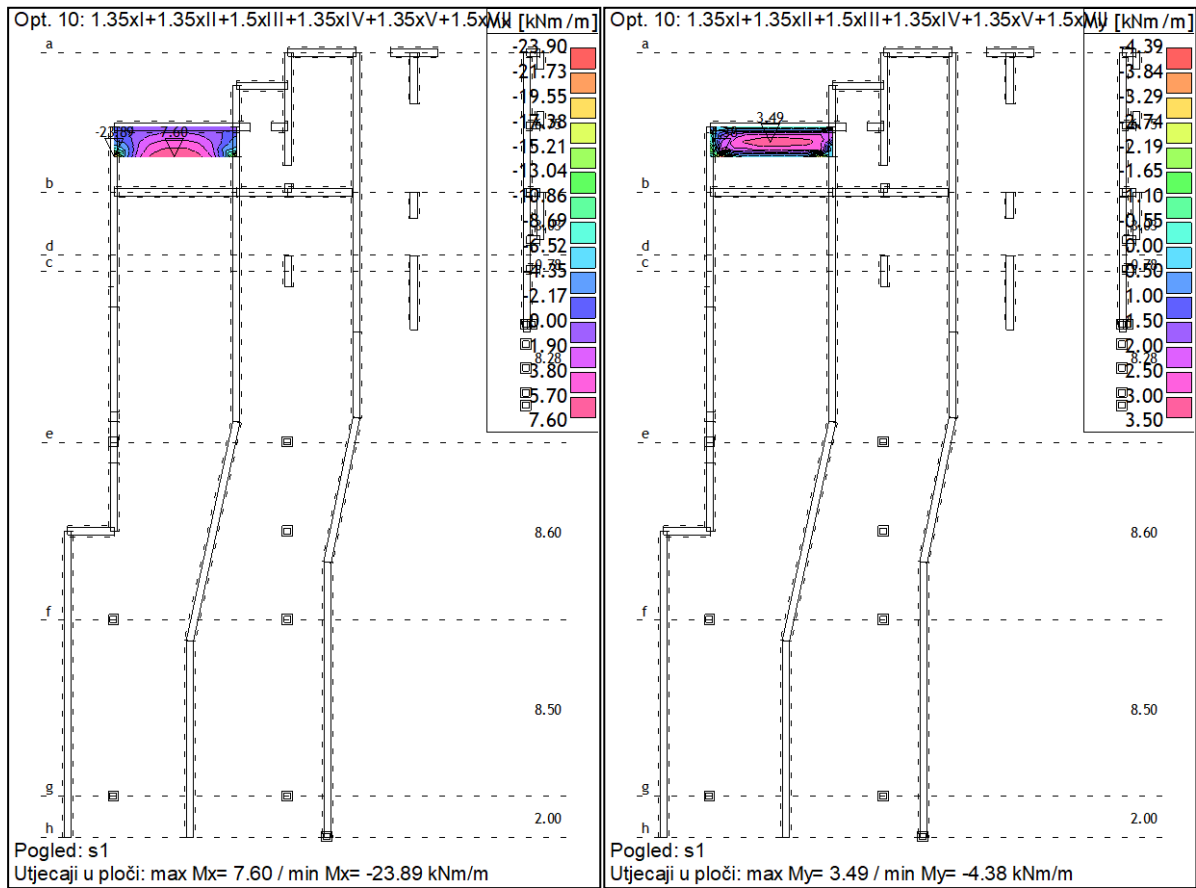 Opt. 10: 1.35xI+1.35xII+1.5xIII+1.35xIV+1.35xV+1.5xVII
Mx [kNm/m]
-23.90
-21.73
-19.55
-17.38
-15.21
-13.04
-10.86
-8.69
-6.52
-4.35
-2.17
0.00
1.90
3.80
5.70
7.60
a
-23.89
7.60
b
d
c
8.28
e
8.60
f
8.50
g
2.00
h
Pogled: s1
Utjecaji u ploči: max Mx= 7.60 / min Mx= -23.89 kNm/m
Opt. 10: 1.35xI+1.35xII+1.5xIII+1.35xIV+1.35xV+1.5xVII
My [kNm/m]
-4.39
-3.84
-3.29
-2.74
-2.19
-1.65
-1.10
-0.55
0.00
0.50
1.00
1.50
2.00
2.50
3.00
3.50
a
3.49
b
d
c
8.28
e
8.60
f
8.50
g
2.00
h
Pogled: s1
Utjecaji u ploči: max My= 3.49 / min My= -4.38 kNm/m